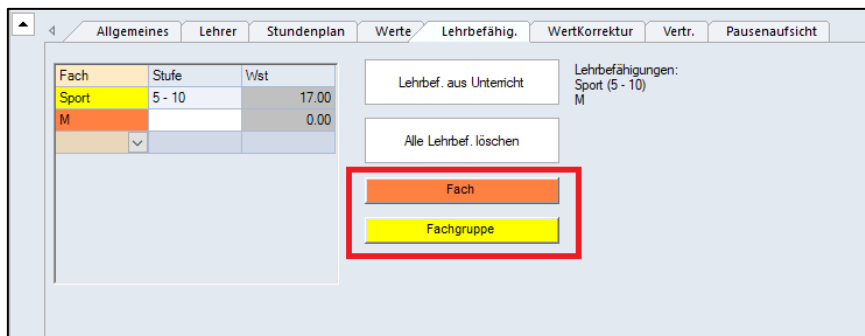 Allgemeines Lehrer Stundenplan Werte Lehrbefähig. WertKorrektur Vertr. Pausenaufsicht
Fach Stufe Wst
Sport 5 - 10 17.00
M 0.00
Lehrbef. aus Unterricht
Alle Lehrbef. löschen
Fach
Fachgruppe
Lehrbefähigungen:
Sport (5 - 10)
M